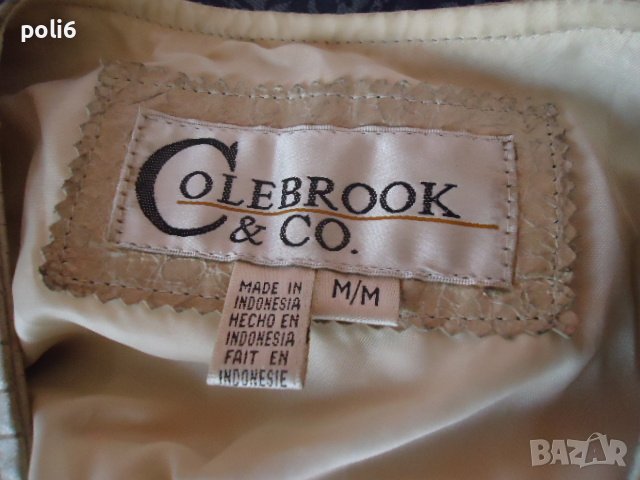 poli6
COLEBROOK
& CO.
M/M
MADE IN
INDONESIA
HECHO EN
INDONESIA
FAIT EN
INDONESIE
BAZAR